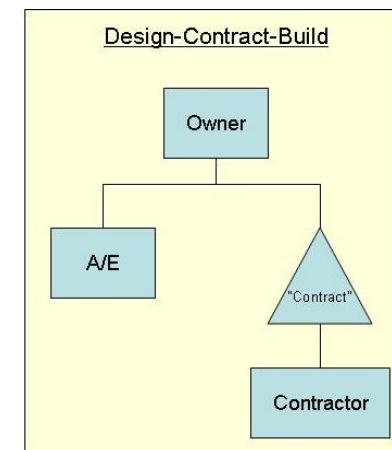 Design-Contract-Build
Owner
A/E
"Contract"
Contractor